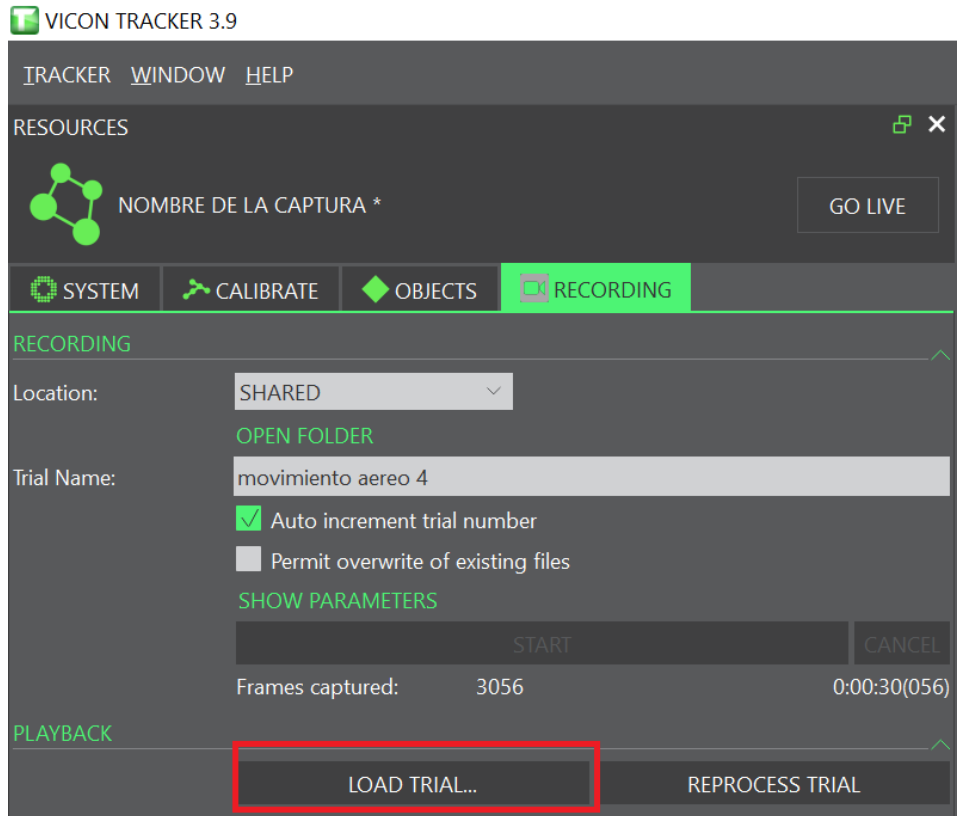 VICON TRACKER 3.9
TRACKER WINDOW HELP
RESOURCES
NOMBRE DE LA CAPTURA *
GO LIVE
SYSTEM CALIBRATE OBJECTS RECORDING
RECORDING
Location: SHARED
OPEN FOLDER
Trial Name: movimiento aereo 4
Auto increment trial number
Permit overwrite of existing files
SHOW PARAMETERS
START CANCEL
Frames captured: 3056 0:00:30(056)
PLAYBACK
LOAD TRIAL... REPROCESS TRIAL